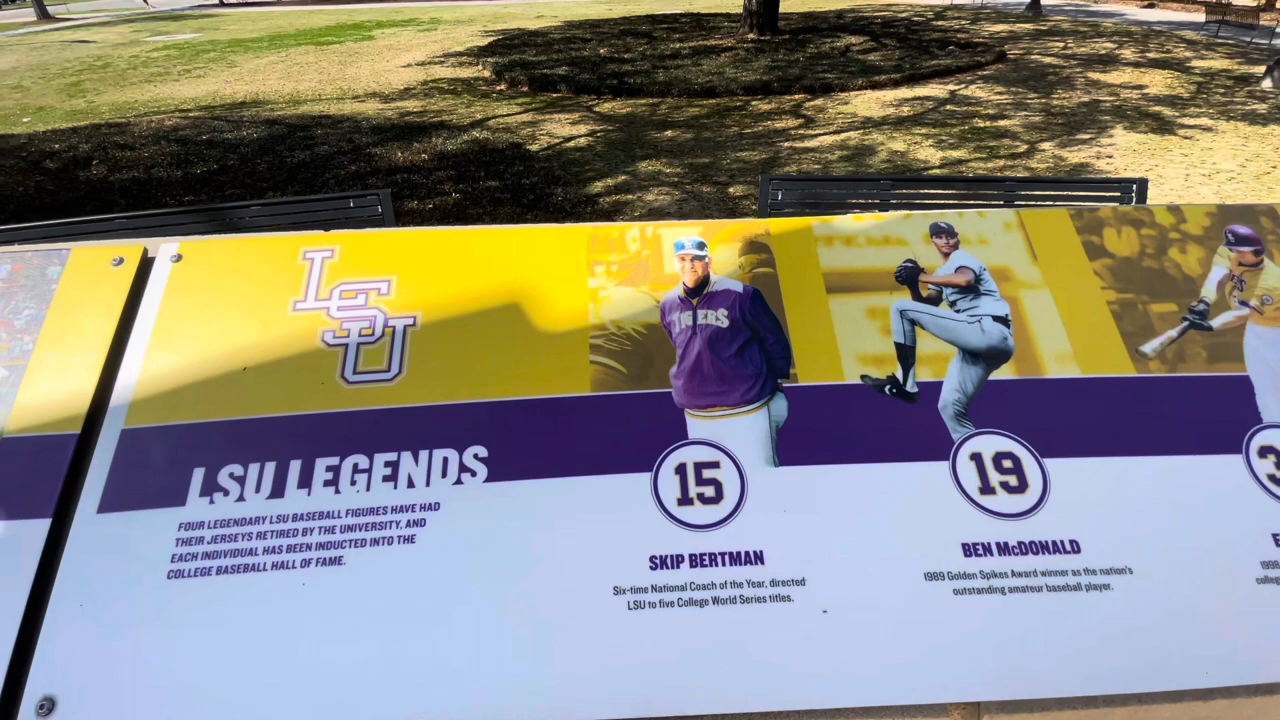 LSU
LSU LEGENDS
FOUR LEGENDARY LSU BASEBALL FIGURES HAVE HAD
THEIR JERSEYS RETIRED BY THE UNIVERSITY, AND
EACH INDIVIDUAL HAS BEEN INDUCTED INTO THE
COLLEGE BASEBALL HALL OF FAME.
TIGERS
15
SKIP BERTMAN
Six-time National Coach of the Year, directed
LSU to five College World Series titles.
19
BEN McDONALD
1989 Golden Spikes Award winner as the nation's
outstanding amateur baseball player.
3
E
1998
colleg